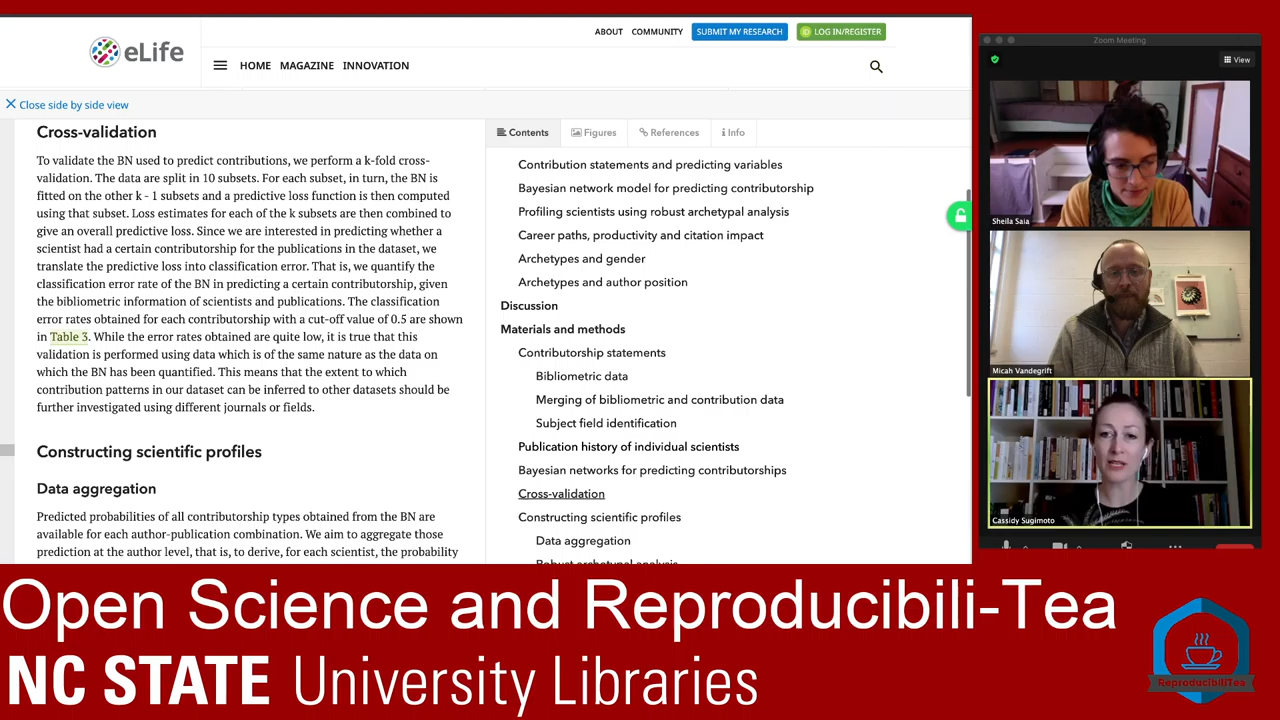 eLife
ABOUT COMMUNITY SUBMIT MY RESEARCH LOG IN/REGISTER
HOME MAGAZINE INNOVATION
Close side by side view
Cross-validation
To validate the BN used to predict contributions, we perform a k-fold cross-
validation. The data are split in 10 subsets. For each subset, in turn, the BN is
fitted on the other k - 1 subsets and a predictive loss function is then computed
using that subset. Loss estimates for each of the k subsets are then combined to
give an overall predictive loss. Since we are interested in predicting whether a
scientist had a certain contributorship for the publications in the dataset, we
translate the predictive loss into classification error. That is, we quantify the
classification error rate of the BN in predicting a certain contributorship, given
the bibliometric information of scientists and publications. The classification
error rates obtained for each contributorship with a cut-off value of 0.5 are shown
in Table 3. While the error rates obtained are quite low, it is true that this
validation is performed using data which is of the same nature as the data on
which the BN has been quantified. This means that the extent to which
contribution patterns in our dataset can be inferred to other datasets should be
further investigated using different journals or fields.
Constructing scientific profiles
Data aggregation
Predicted probabilities of all contributorship types obtained from the BN are
available for each author-publication combination. We aim to aggregate those
prediction at the author level, that is, to derive, for each scientist, the probability
Contents Figures References Info
Contribution statements and predicting variables
Bayesian network model for predicting contributorship
Profiling scientists using robust archetypal analysis
Career paths, productivity and citation impact
Archetypes and gender
Archetypes and author position
Discussion
Materials and methods
Contributorship statements
Bibliometric data
Merging of bibliometric and contribution data
Subject field identification
Publication history of individual scientists
Bayesian networks for predicting contributorships
Cross-validation
Constructing scientific profiles
Data aggregation
Robust archetypal analysis
Zoom Meeting
View
Sheila Saia
Micah Vandegrift
Cassidy Sugimoto
Open Science and Reproducibili-Tea
NC STATE University Libraries
ReproducibiliTea